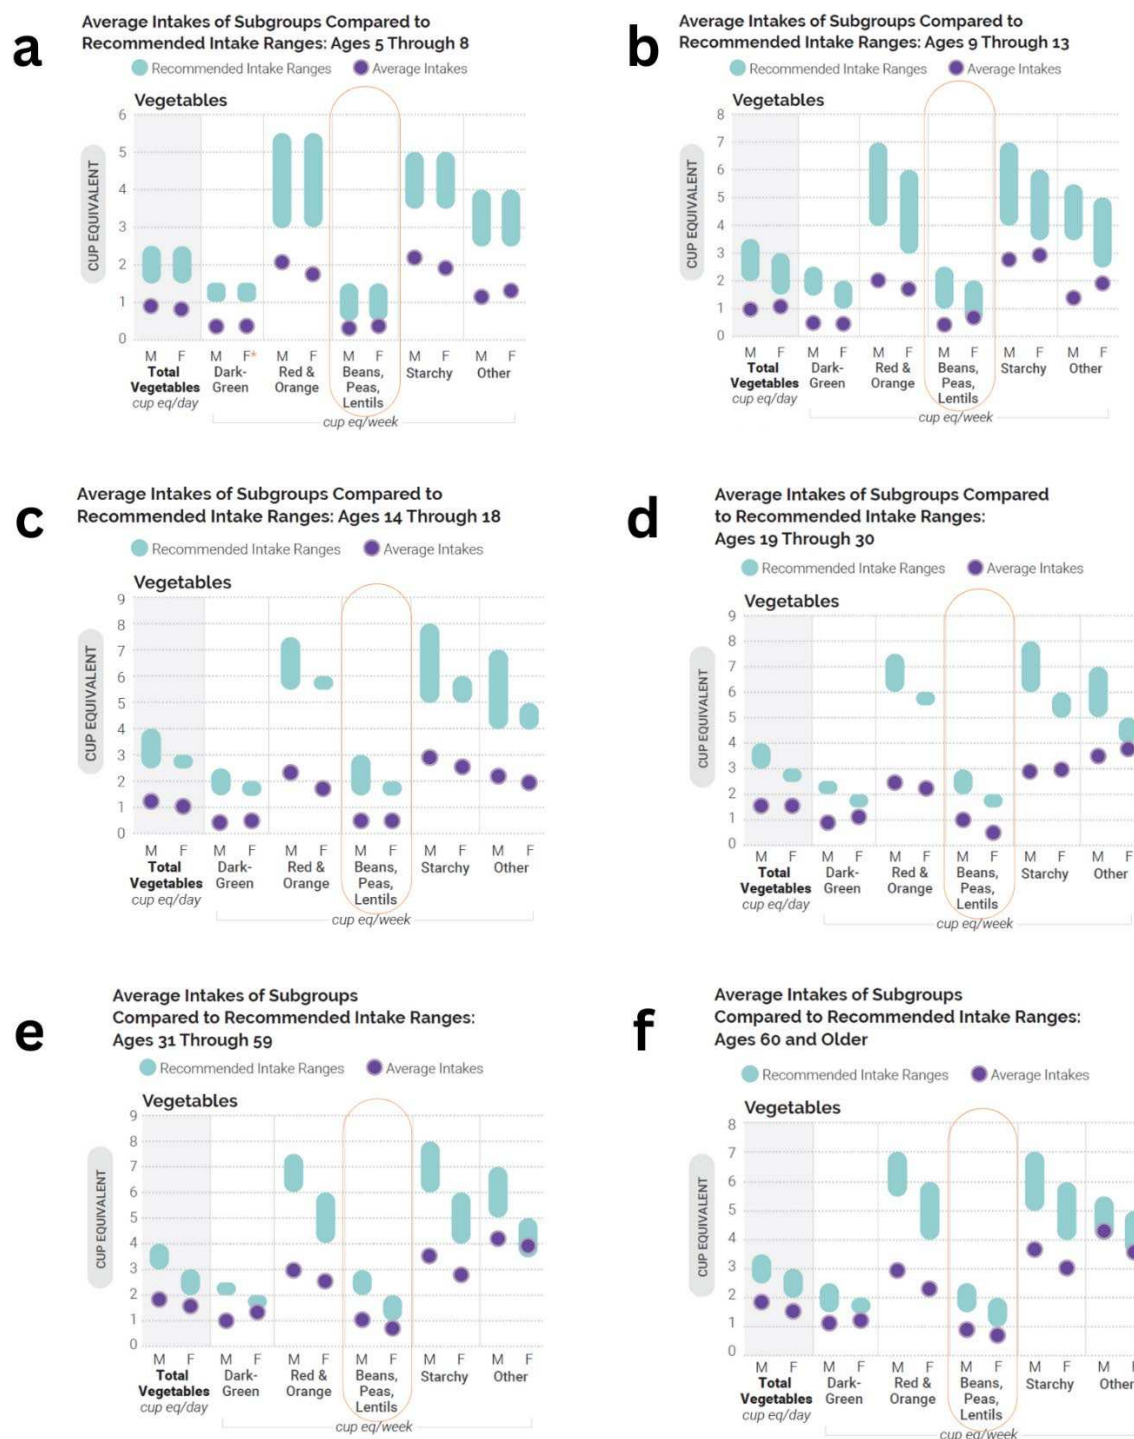 a
Average Intakes of Subgroups Compared to
Recommended Intake Ranges: Ages 5 Through 8
Recommended Intake Ranges Average Intakes
Vegetables
CUP EQUIVALENT
6
5
4
3
2
1
0
M F M F* M F M F M F M F
Total Dark- Red & Beans, Starchy Other
Vegetables Green Orange Peas,
cup eq/day Lentils
cup eq/week
b
Average Intakes of Subgroups Compared to
Recommended Intake Ranges: Ages 9 Through 13
Recommended Intake Ranges Average Intakes
Vegetables
CUP EQUIVALENT
8
7
6
5
4
3
2
1
0
M F M F M F M F M F M F
Total Dark- Red & Beans, Starchy Other
Vegetables Green Orange Peas,
cup eq/day Lentils
cup eq/week
c
Average Intakes of Subgroups Compared to
Recommended Intake Ranges: Ages 14 Through 18
Recommended Intake Ranges Average Intakes
Vegetables
CUP EQUIVALENT
9
8
7
6
5
4
3
2
1
0
M F M F M F M F M F M F
Total Dark- Red & Beans, Starchy Other
Vegetables Green Orange Peas,
cup eq/day Lentils
cup eq/week
d
Average Intakes of Subgroups Compared
to Recommended Intake Ranges:
Ages 19 Through 30
Recommended Intake Ranges Average Intakes
Vegetables
CUP EQUIVALENT
9
8
7
6
5
4
3
2
1
0
M F M F M F M F M F M F
Total Dark- Red & Beans, Starchy Other
Vegetables Green Orange Peas,
cup eq/day Lentils
cup eq/week
e
Average Intakes of Subgroups
Compared to Recommended Intake Ranges:
Ages 31 Through 59
Recommended Intake Ranges Average Intakes
Vegetables
CUP EQUIVALENT
9
8
7
6
5
4
3
2
1
0
M F M F M F M F M F M F
Total Dark- Red & Beans, Starchy Other
Vegetables Green Orange Peas,
cup eq/day Lentils
cup eq/week
f
Average Intakes of Subgroups
Compared to Recommended Intake Ranges:
Ages 60 and Older
Recommended Intake Ranges Average Intakes
Vegetables
CUP EQUIVALENT
8
7
6
5
4
3
2
1
0
M F M F M F M F M F M F
Total Dark- Red & Beans, Starchy Other
Vegetables Green Orange Peas,
cup eq/day Lentils
cup eq/week